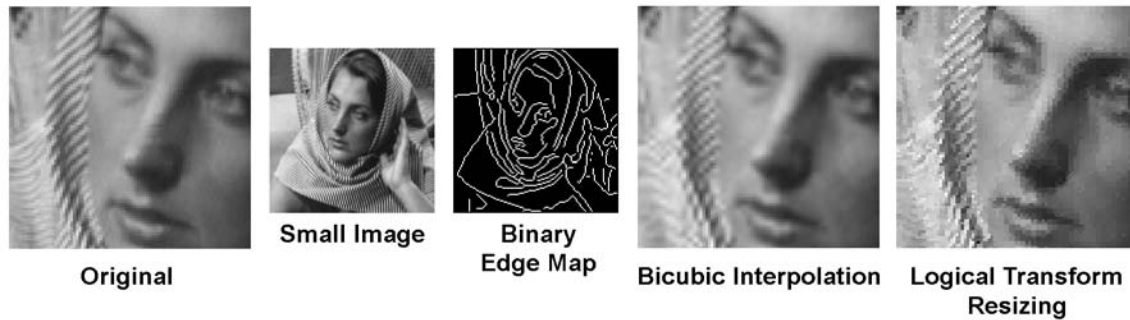 Original
Small Image
Binary
Edge Map
Bicubic Interpolation
Logical Transform
Resizing